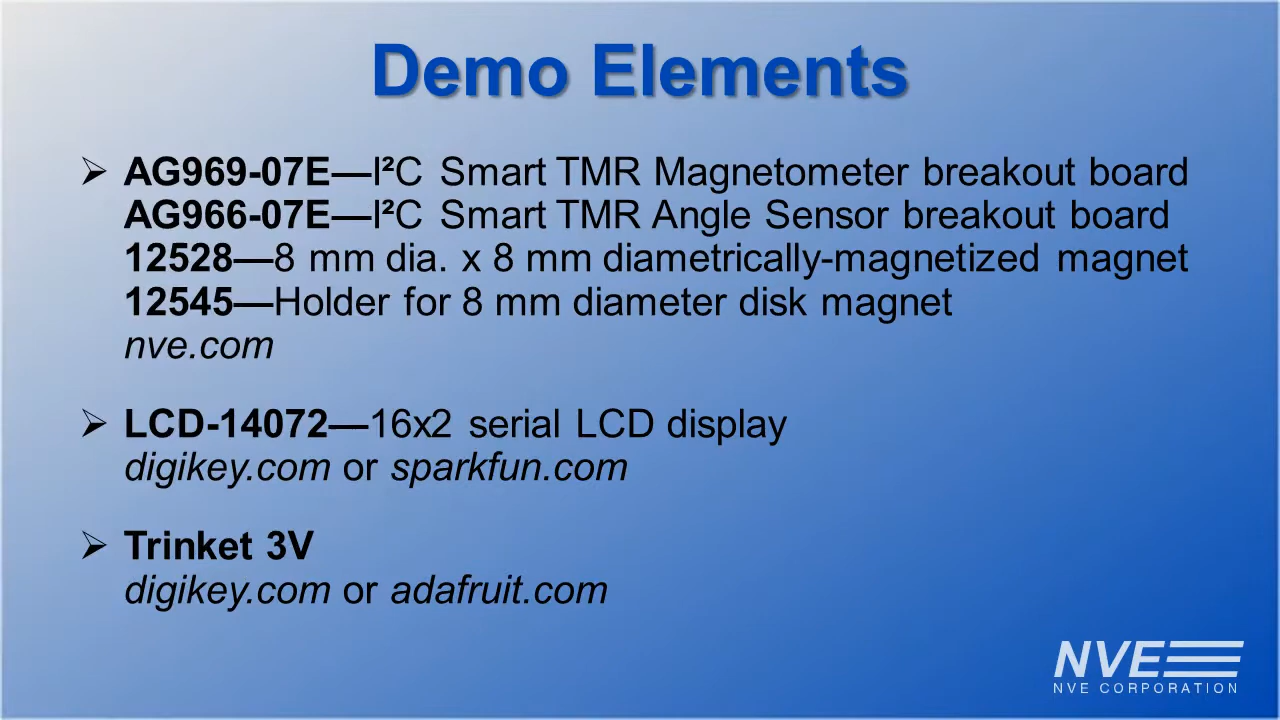 Demo Elements
➢ AG969-07E—I²C Smart TMR Magnetometer breakout board
AG966-07E—I²C Smart TMR Angle Sensor breakout board
12528—8 mm dia. x 8 mm diametrically-magnetized magnet
12545—Holder for 8 mm diameter disk magnet
nve.com
➢ LCD-14072—16x2 serial LCD display
digikey.com or sparkfun.com
➢ Trinket 3V
digikey.com or adafruit.com
NVE
NVE CORPORATION